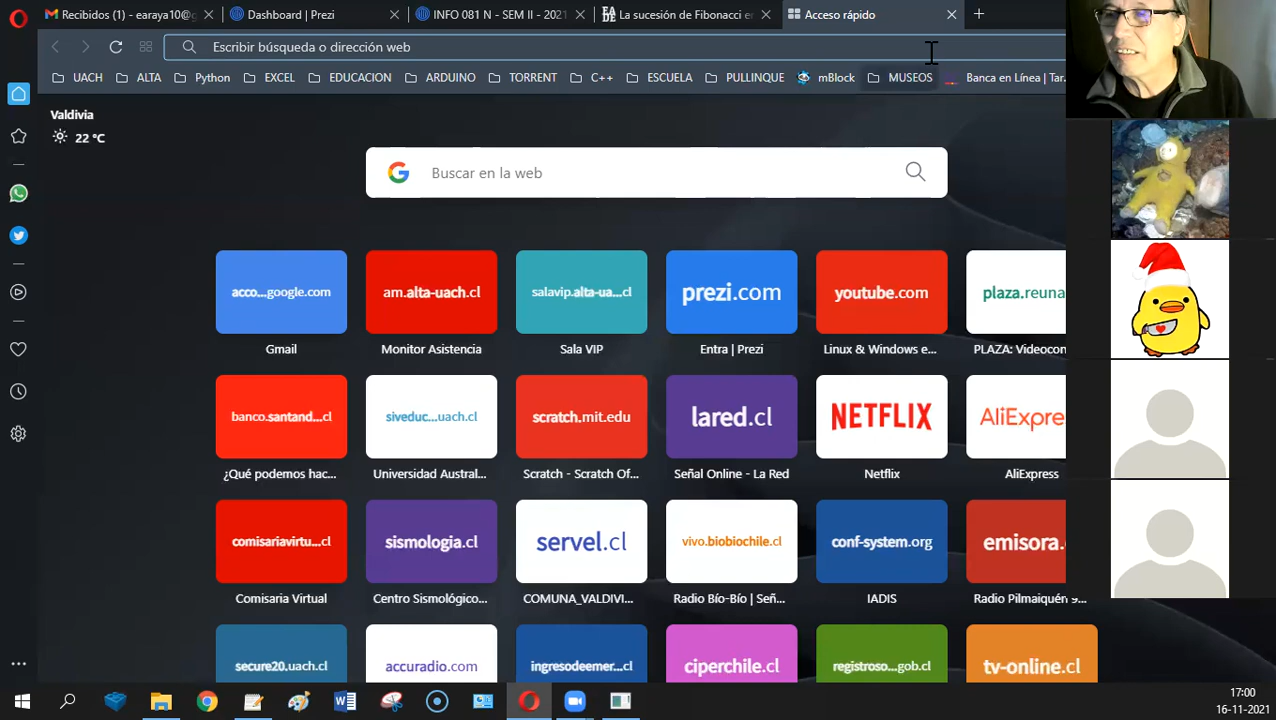 Recibidos (1) - earaya10@g
Dashboard | Prezi
INFO 081 N - SEM II - 2021
La sucesión de Fibonacci en
Acceso rápido
Escribir búsqueda o dirección web
UACH
ALTA
Python
EXCEL
EDUCACION
ARDUINO
TORRENT
C++
ESCUELA
PULLINQUE
mBlock
MUSEOS
Banca en Línea | Tar...
Valdivia
22 °C
Buscar en la web
acco...google.com
am.alta-uach.cl
salavip.alta-ua...cl
prezi.com
youtube.com
plaza.reuna
Gmail
Monitor Asistencia
Sala VIP
Entra | Prezi
Linux & Windows e...
PLAZA: Videocon
banco.santand...cl
siveduc...uach.cl
scratch.mit.edu
lared.cl
NETFLIX
AliExpre
¿Qué podemos hac...
Universidad Austral...
Scratch - Scratch Of...
Señal Online - La Red
Netflix
AliExpress
comisariavirtu...cl
sismologia.cl
servel.cl
vivo.biobiochile.cl
conf-system.org
emisora.
Comisaria Virtual
Centro Sismológico...
COMUNA_VALDIVI...
Radio Bío-Bío | Señ...
IADIS
Radio Pilmaiquén 9...
secure20.uach.cl
accuradio.com
ingresodeemer...cl
ciperchile.cl
registroso...gob.cl
tv-online.cl
17:00
16-11-2021